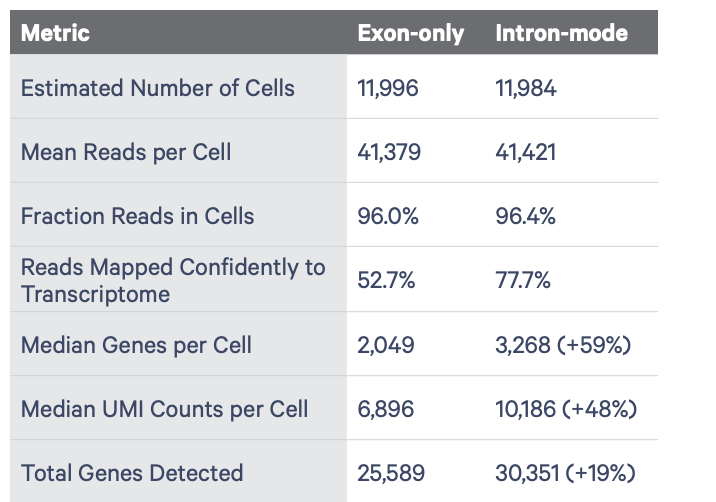 Metric Exon-only Intron-mode
Estimated Number of Cells 11,996 11,984
Mean Reads per Cell 41,379 41,421
Fraction Reads in Cells 96.0% 96.4%
Reads Mapped Confidently to
Transcriptome 52.7% 77.7%
Median Genes per Cell 2,049 3,268 (+59%)
Median UMI Counts per Cell 6,896 10,186 (+48%)
Total Genes Detected 25,589 30,351 (+19%)